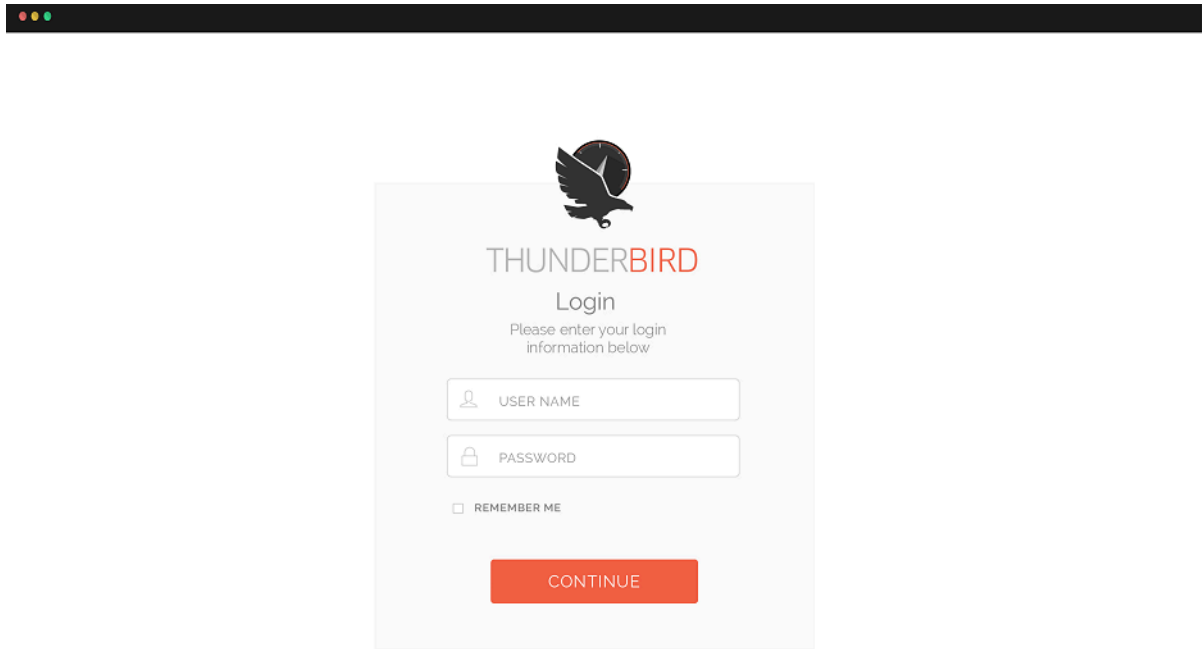 THUNDERBIRD
Login
Please enter your login
information below
USER NAME
PASSWORD
REMEMBER ME
CONTINUE